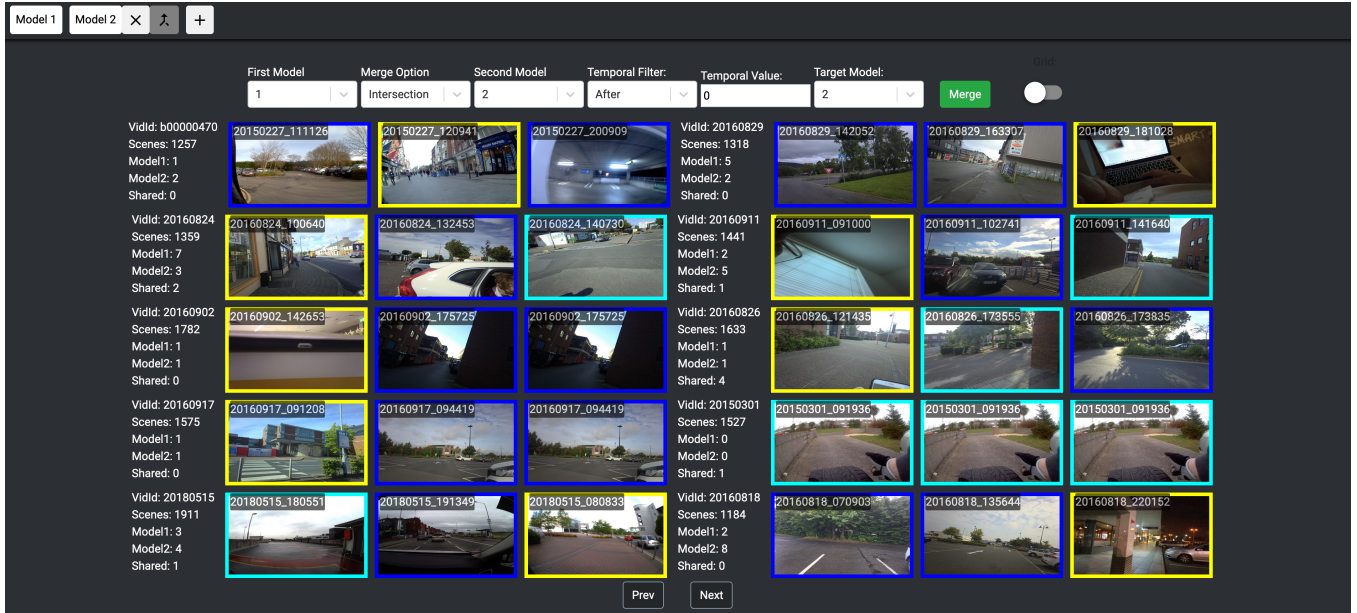 Model 1 Model 2 +
Grid:
First Model Merge Option Second Model Temporal Filter: Temporal Value: Target Model:
1 Intersection 2 After 0 2 Merge
VidId: b00000470
Scenes: 1257
Model1: 1
Model2: 2
Shared: 0
20150227_111126 20150227_120941 20150227_200909
VidId: 20160829
Scenes: 1318
Model1: 5
Model2: 2
Shared: 0
20160829_142052 20160829_163307 20160829_181028
SMART
VidId: 20160824
Scenes: 1359
Model1: 7
Model2: 3
Shared: 2
20160824_100640 20160824_132453 20160824_140730
VidId: 20160911
Scenes: 1441
Model1: 2
Model2: 5
Shared: 1
20160911_091000 20160911_102741 20160911_141640
VidId: 20160902
Scenes: 1782
Model1: 1
Model2: 1
Shared: 0
20160902_142653 20160902_175725 20160902_175725
VidId: 20160826
Scenes: 1633
Model1: 1
Model2: 1
Shared: 4
20160826_121435 20160826_173555 20160826_173835
VidId: 20160917
Scenes: 1575
Model1: 1
Model2: 1
Shared: 0
20160917_091208 20160917_094419 20160917_094419
VidId: 20150301
Scenes: 1527
Model1: 0
Model2: 0
Shared: 1
20150301_091936 20150301_091936 20150301_091936
VidId: 20180515
Scenes: 1911
Model1: 3
Model2: 4
Shared: 1
20180515_180551 20180515_191349 20180515_080833
VidId: 20160818
Scenes: 1184
Model1: 2
Model2: 8
Shared: 0
20160818_070903 20160818_135644 20160818_220152
Prev Next